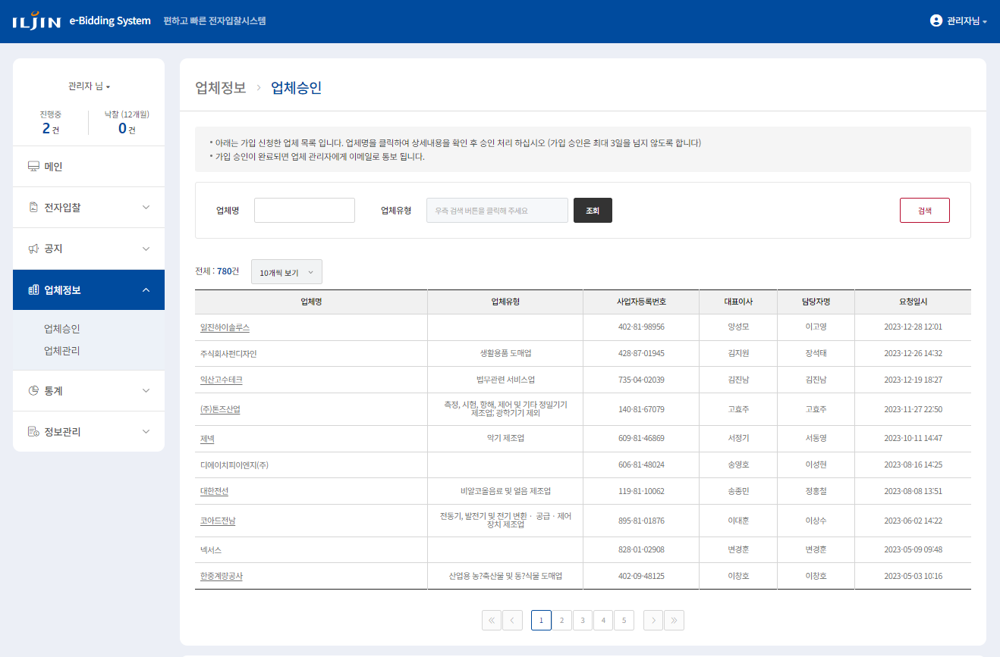 ILJIN e-Bidding System 편하고 빠른 전자입찰시스템 관리자님
관리자 님
진행중 낙찰 (12개월)
2 건 0 건
메인
전자입찰
공지
업체정보
업체승인
업체관리
통계
정보관리
업체정보 > 업체승인
• 아래는 가입 신청한 업체 목록 입니다. 업체명을 클릭하여 상세내용을 확인 후 승인 처리 하십시오 (가입 승인은 최대 3일을 넘지 않도록 합니다)
• 가입 승인이 완료되면 업체 관리자에게 이메일로 통보 됩니다.
업체명 업체유형 우측 검색 버튼을 클릭해 주세요 조회 검색
전체 : 780건 10개씩 보기
업체명 업체유형 사업자등록번호 대표이사 담당자명 요청일시
일진하이솔루스 402-81-98956 양성모 이고영 2023-12-28 12:01
주식회사펀디자인 생활용품 도매업 428-87-01945 김지원 장석태 2023-12-26 14:32
익산고수테크 법무관련 서비스업 735-04-02039 김진남 김진남 2023-12-19 18:27
(주)톤즈산업 측정, 시험, 항해, 제어 및 기타 정밀기기
제조업; 광학기기 제외 140-81-67079 고효주 고효주 2023-11-27 22:50
제넥 악기 제조업 609-81-46869 서정기 서동영 2023-10-11 14:47
디에이치피이엔지(주) 606-81-48024 송영호 이성현 2023-08-16 14:25
대한전선 비알코올음료 및 얼음 제조업 119-81-10062 송종민 정홍철 2023-08-08 13:51
코아드전남 전동기, 발전기 및 전기 변환 · 공급 · 제어
장치 제조업 895-81-01876 이대훈 이상수 2023-06-02 14:22
넥서스 828-01-02908 변경훈 변경훈 2023-05-09 09:48
한중계량공사 산업용 농?축산물 및 동?식물 도매업 402-09-48125 이창호 이창호 2023-05-03 10:16
« < 1 2 3 4 5 > »